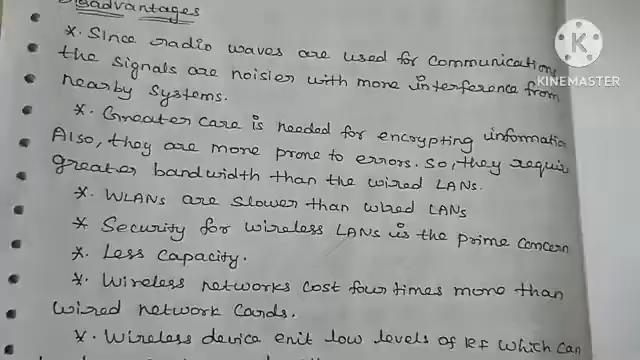 Disadvantages
*. Since radio waves are used for communications
the signals are noisier with more interference from
nearby systems.
*. Greater care is needed for encrypting information
Also, they are more prone to errors. so, they require
greater bandwidth than the wired LANs.
*. WLANs are slower than wired LANs
* Security for wireless LANs is the prime concern
*. Less capacity.
*. Wireless networks cost four times more than
wired network cards.
*. Wireless device emit low levels of RF which can
K
KINEMASTER